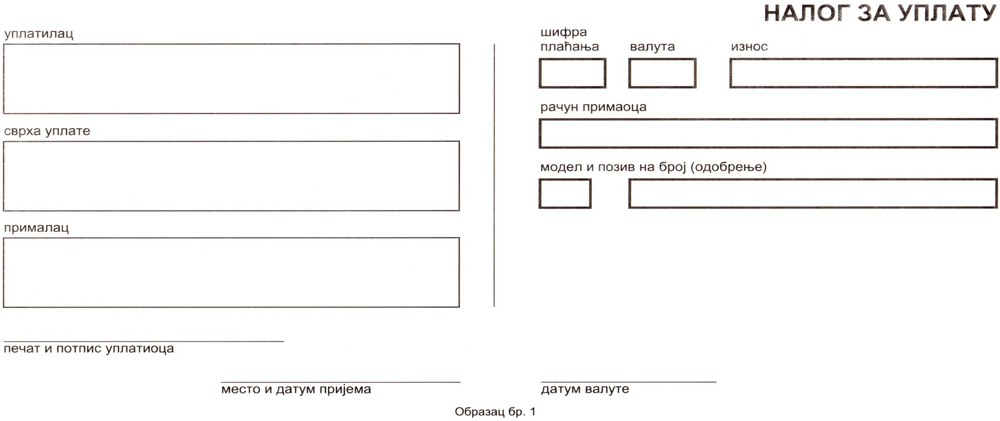 НАЛОГ ЗА УПЛАТУ
уплатилац
сврха уплате
прималац
печат и потпис уплатиоца
место и датум пријема
шифра
плаћања
валута
износ
рачун примаоца
модел и позив на број (одобрење)
датум валуте
Образац бр. 1